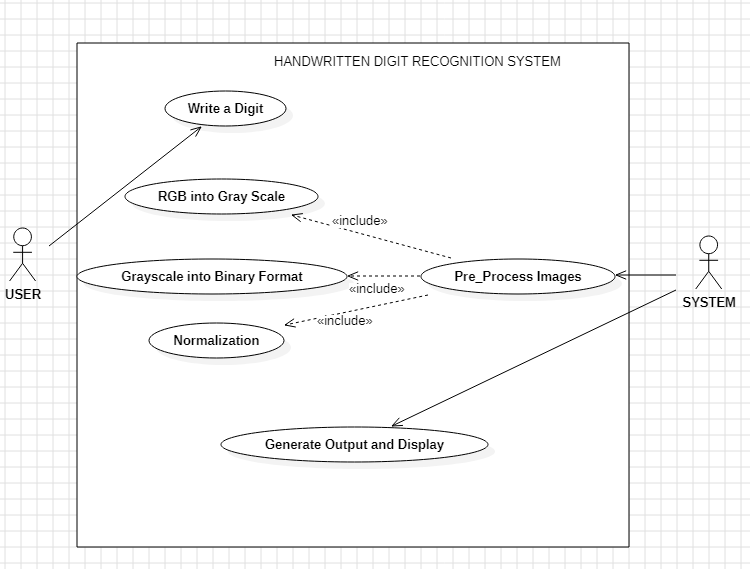 HANDWRITTEN DIGIT RECOGNITION SYSTEM
Write a Digit
RGB into Gray Scale
«include»
Grayscale into Binary Format
Pre_Process Images
«include»
USER
SYSTEM
«include»
Normalization
Generate Output and Display